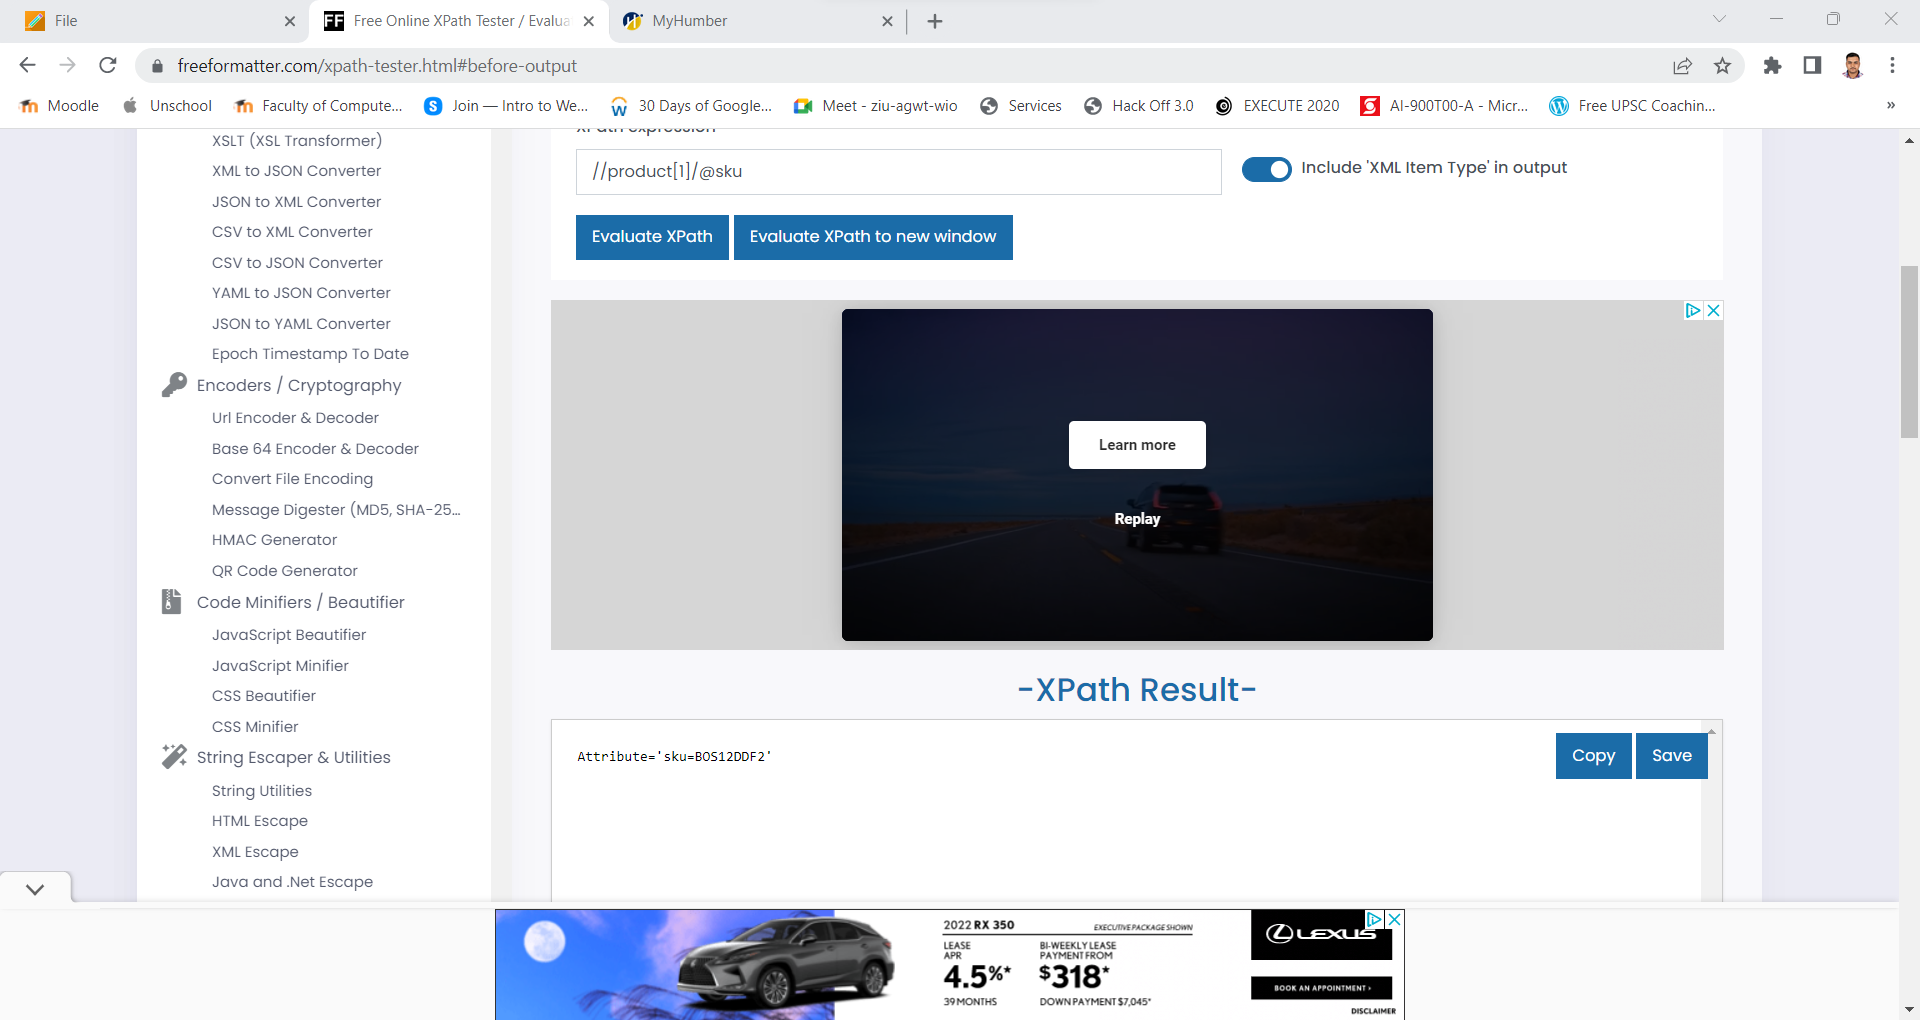 File
Free Online XPath Tester / Evalua
MyHumber
freeformatter.com/xpath-tester.html#before-output
Moodle
Unschool
Faculty of Compute...
Join — Intro to We...
30 Days of Google...
Meet - ziu-agwt-wio
Services
Hack Off 3.0
EXECUTE 2020
AI-900T00-A - Micr...
Free UPSC Coachin...
»
XSLT (XSL Transformer)
XML to JSON Converter
JSON to XML Converter
CSV to XML Converter
CSV to JSON Converter
YAML to JSON Converter
JSON to YAML Converter
Epoch Timestamp To Date
Encoders / Cryptography
Url Encoder & Decoder
Base 64 Encoder & Decoder
Convert File Encoding
Message Digester (MD5, SHA-25...
HMAC Generator
QR Code Generator
Code Minifiers / Beautifier
JavaScript Beautifier
JavaScript Minifier
CSS Beautifier
CSS Minifier
String Escaper & Utilities
String Utilities
HTML Escape
XML Escape
Java and .Net Escape
XPath expression
//product[1]/@sku
Include 'XML Item Type' in output
Evaluate XPath
Evaluate XPath to new window
Learn more
Replay
-XPath Result-
Attribute='sku=BOS12DDF2'
Copy
Save
2022 RX 350
EXECUTIVE PACKAGE SHOWN
LEASE
APR
4.5%*
39 MONTHS
BI-WEEKLY LEASE
PAYMENT FROM
$318*
DOWN PAYMENT $7,045*
LEXUS
BOOK AN APPOINTMENT ›
DISCLAIMER